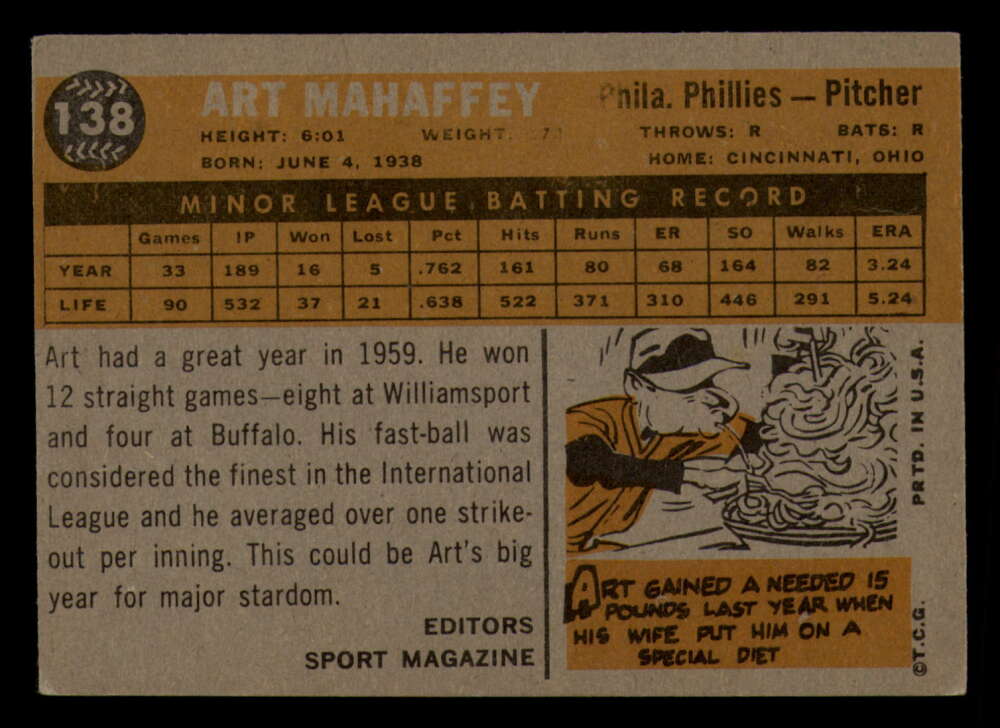 138
ART MAHAFFEY
Phila. Phillies — Pitcher
HEIGHT: 6:01 WEIGHT: THROWS: R BATS: R
BORN: JUNE 4, 1938 HOME: CINCINNATI, OHIO
MINOR LEAGUE BATTING RECORD
Games IP Won Lost Pct Hits Runs ER SO Walks ERA
YEAR 33 189 16 5 .762 161 80 68 164 82 3.24
LIFE 90 532 37 21 .638 522 371 310 446 291 5.24
Art had a great year in 1959. He won
12 straight games—eight at Williamsport
and four at Buffalo. His fast-ball was
considered the finest in the International
League and he averaged over one strike-
out per inning. This could be Art's big
year for major stardom.
EDITORS
SPORT MAGAZINE
ART GAINED A NEEDED 15
POUNDS LAST YEAR WHEN
HIS WIFE PUT HIM ON A
SPECIAL DIET
©T.C.G. PRTD. IN U.S.A.